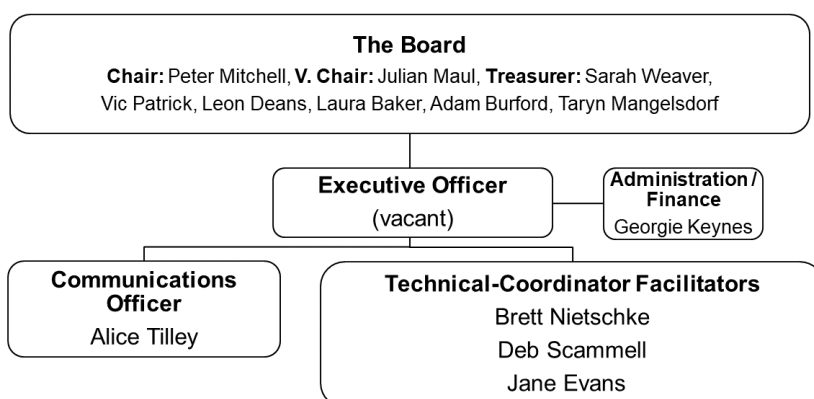 The Board
Chair: Peter Mitchell, V. Chair: Julian Maul, Treasurer: Sarah Weaver,
Vic Patrick, Leon Deans, Laura Baker, Adam Burford, Taryn Mangelsdorf
Executive Officer
(vacant)
Administration /
Finance
Georgie Keynes
Communications
Officer
Alice Tilley
Technical-Coordinator Facilitators
Brett Nietschke
Deb Scammell
Jane Evans